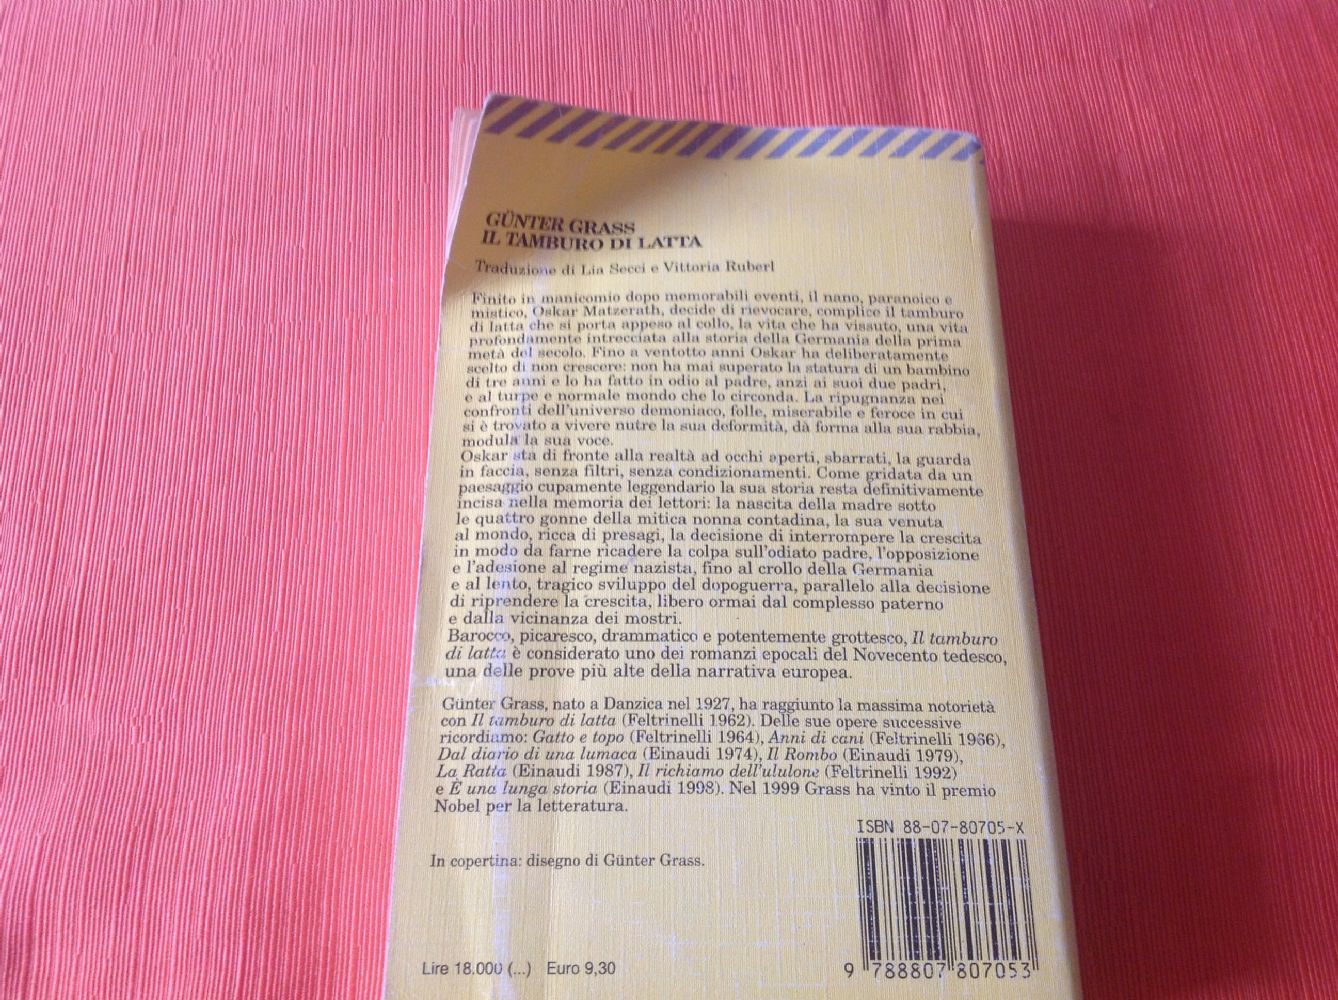 GÜNTER GRASS
IL TAMBURO DI LATTA
Traduzione di Lia Secci e Vittoria Ruberl
Finito in manicomio dopo memorabili eventi, il nano, paranoico e
mistico, Oskar Matzerath, decide di rievocare, complice il tamburo
di latta che si porta appeso al collo, la vita che ha vissuto, una vita
profondamente intrecciata alla storia della Germania della prima
metà del secolo. Fino a ventotto anni Oskar ha deliberatamente
scelto di non crescere: non ha mai superato la statura di un bambino
di tre anni e lo ha fatto in odio al padre, anzi ai suoi due padri,
e al turpe e normale mondo che lo circonda. La ripugnanza nei
confronti dell'universo demoniaco, folle, miserabile e feroce in cui
si è trovato a vivere nutre la sua deformità, dà forma alla sua rabbia,
modula la sua voce.
Oskar sta di fronte alla realtà ad occhi aperti, sbarrati, la guarda
in faccia, senza filtri, senza condizionamenti. Come gridata da un
paesaggio cupamente leggendario la sua storia resta definitivamente
incisa nella memoria dei lettori: la nascita della madre sotto
le quattro gonne della mitica nonna contadina, la sua venuta
al mondo, ricca di presagi, la decisione di interrompere la crescita
in modo da farne ricadere la colpa sull'odiato padre, l'opposizione
e l'adesione al regime nazista, fino al crollo della Germania
e al lento, tragico sviluppo del dopoguerra, parallelo alla decisione
di riprendere la crescita, libero ormai dal complesso paterno
e dalla vicinanza dei mostri.
Barocco, picaresco, drammatico e potentemente grottesco, Il tamburo
di latta è considerato uno dei romanzi epocali del Novecento tedesco,
una delle prove più alte della narrativa europea.
Günter Grass, nato a Danzica nel 1927, ha raggiunto la massima notorietà
con Il tamburo di latta (Feltrinelli 1962). Delle sue opere successive
ricordiamo: Gatto e topo (Feltrinelli 1964), Anni di cani (Feltrinelli 1966),
Dal diario di una lumaca (Einaudi 1974), Il Rombo (Einaudi 1979),
La Ratta (Einaudi 1987), Il richiamo dell'ululone (Feltrinelli 1992)
e È una lunga storia (Einaudi 1998). Nel 1999 Grass ha vinto il premio
Nobel per la letteratura.
ISBN 88-07-80705-X
In copertina: disegno di Günter Grass.
Lire 18.000 (...) Euro 9,30
9 788807 807053